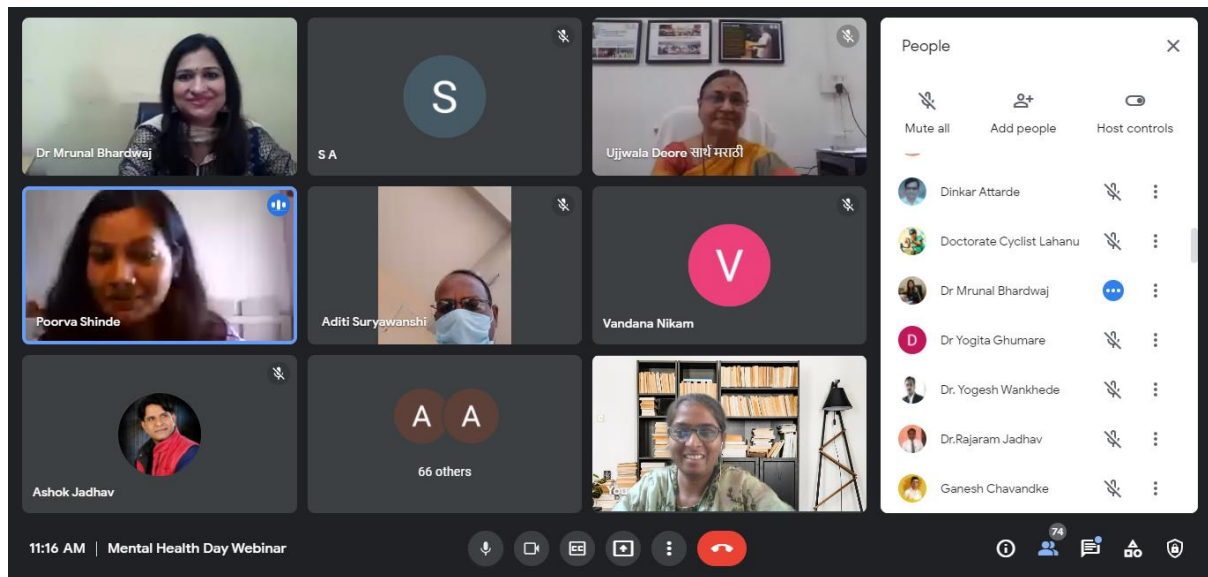 Dr Mrunal Bhardwaj
S
S A
Ujjwala Deore सार्थ मराठी
Poorva Shinde
Aditi Suryawanshi
V
Vandana Nikam
Ashok Jadhav
A A
66 others
You
People
Mute all
Add people
Host controls
Dinkar Attarde
Doctorate Cyclist Lahanu
Dr Mrunal Bhardwaj
D Dr Yogita Ghumare
Dr. Yogesh Wankhede
Dr.Rajaram Jadhav
Ganesh Chavandke
11:16 AM | Mental Health Day Webinar
CC
74